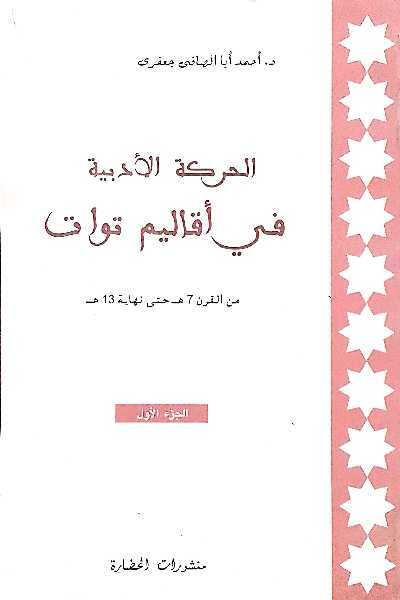 د. أحمد أبا الصافي جعفري
الحركة الأدبية
في أقاليم توات
من القرن 7 هـ حتى نهاية 13 هـ
الجزء الأول
منشورات الحضارة